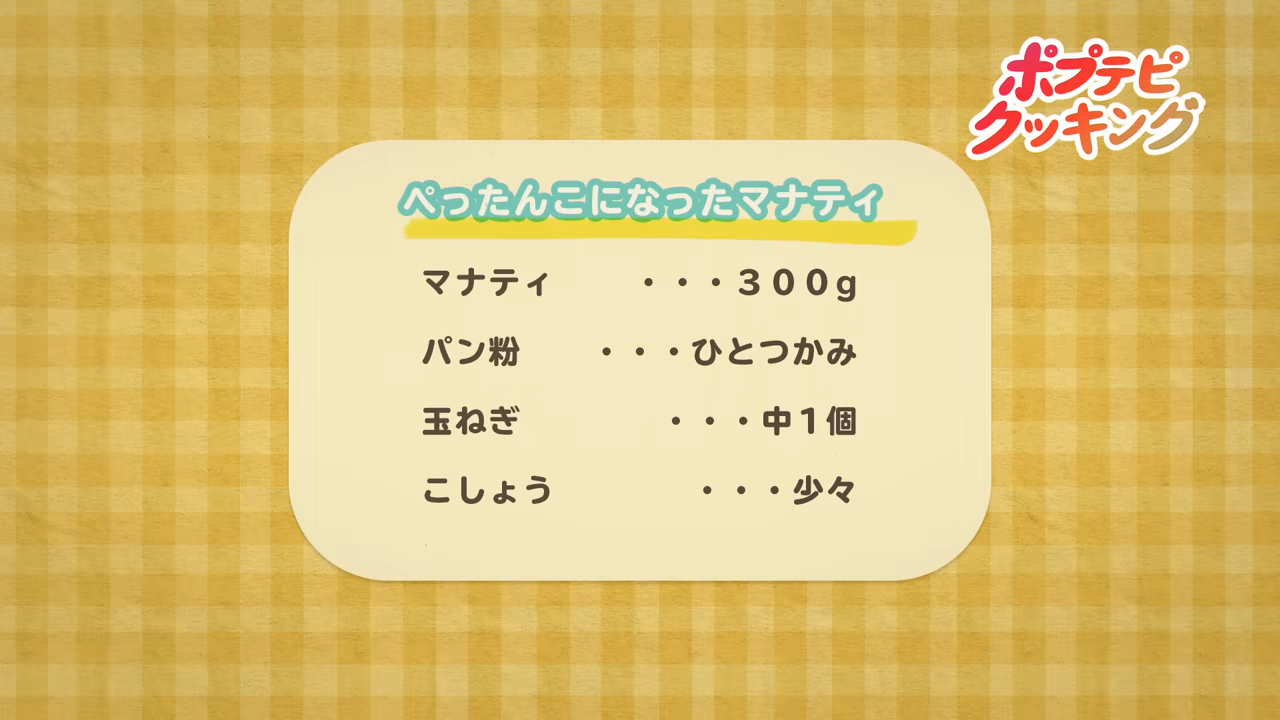 ポプテピ
クッキング
ぺったんこになったマナティ
マナティ ・・・３００g
パン粉 ・・・ひとつかみ
玉ねぎ ・・・中１個
こしょう ・・・少々